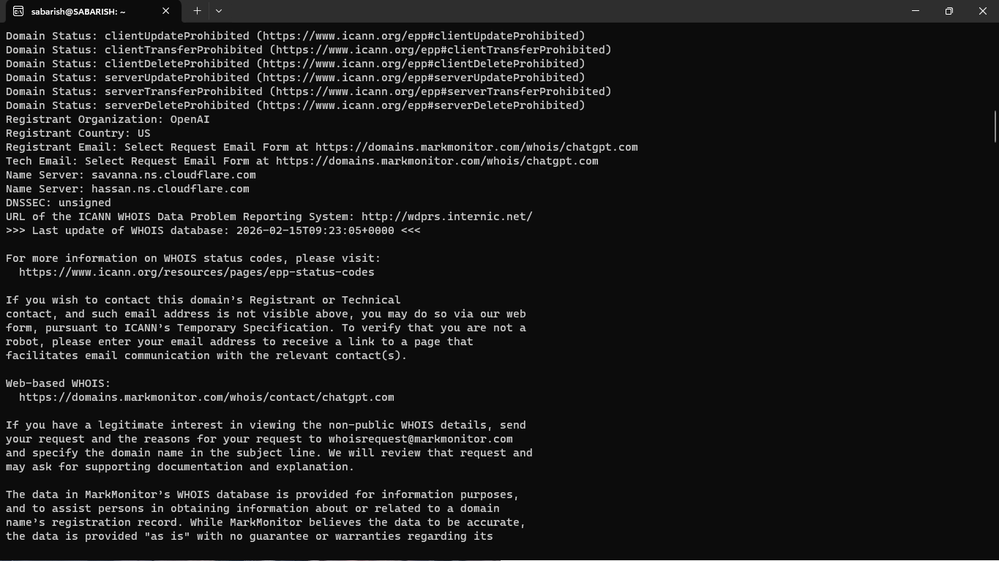 sabarish@SABARISH: ~
Domain Status: clientUpdateProhibited (https://www.icann.org/epp#clientUpdateProhibited)
Domain Status: clientTransferProhibited (https://www.icann.org/epp#clientTransferProhibited)
Domain Status: clientDeleteProhibited (https://www.icann.org/epp#clientDeleteProhibited)
Domain Status: serverUpdateProhibited (https://www.icann.org/epp#serverUpdateProhibited)
Domain Status: serverTransferProhibited (https://www.icann.org/epp#serverTransferProhibited)
Domain Status: serverDeleteProhibited (https://www.icann.org/epp#serverDeleteProhibited)
Registrant Organization: OpenAI
Registrant Country: US
Registrant Email: Select Request Email Form at https://domains.markmonitor.com/whois/chatgpt.com
Tech Email: Select Request Email Form at https://domains.markmonitor.com/whois/chatgpt.com
Name Server: savanna.ns.cloudflare.com
Name Server: hassan.ns.cloudflare.com
DNSSEC: unsigned
URL of the ICANN WHOIS Data Problem Reporting System: http://wdprs.internic.net/
>>> Last update of WHOIS database: 2026-02-15T09:23:05+0000 <<<
For more information on WHOIS status codes, please visit:
https://www.icann.org/resources/pages/epp-status-codes
If you wish to contact this domain’s Registrant or Technical
contact, and such email address is not visible above, you may do so via our web
form, pursuant to ICANN’s Temporary Specification. To verify that you are not a
robot, please enter your email address to receive a link to a page that
facilitates email communication with the relevant contact(s).
Web-based WHOIS:
https://domains.markmonitor.com/whois/contact/chatgpt.com
If you have a legitimate interest in viewing the non-public WHOIS details, send
your request and the reasons for your request to whoisrequest@markmonitor.com
and specify the domain name in the subject line. We will review that request and
may ask for supporting documentation and explanation.
The data in MarkMonitor’s WHOIS database is provided for information purposes,
and to assist persons in obtaining information about or related to a domain
name’s registration record. While MarkMonitor believes the data to be accurate,
the data is provided "as is" with no guarantee or warranties regarding its